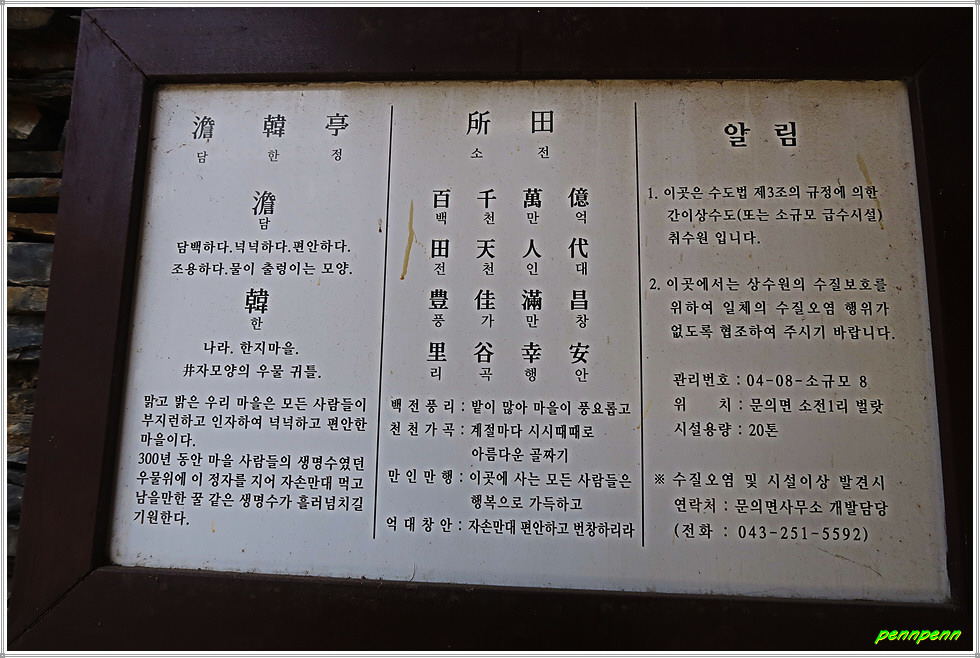 澹 韓 亭
담 한 정
澹
담
담백하다.넉넉하다.편안하다.
조용하다.물이 출렁이는 모양.
韓
한
나라. 한지마을.
井자모양의 우물 귀틀.
맑고 밝은 우리 마을은 모든 사람들이
부지런하고 인자하여 넉넉하고 편안한
마을이다.
300년 동안 마을 사람들의 생명수였던
우물위에 이 정자를 지어 자손만대 먹고
남을만한 꿀 같은 생명수가 흘러넘치길
기원한다.
所 田
소 전
百 千 萬 億
백 천 만 억
田 天 人 代
전 천 인 대
豊 佳 滿 昌
풍 가 만 창
里 谷 幸 安
리 곡 행 안
백 전 풍 리 : 밭이 많아 마을이 풍요롭고
천 천 가 곡 : 계절마다 시시때때로
아름다운 골짜기
만 인 만 행 : 이곳에 사는 모든 사람들은
행복으로 가득하고
억 대 창 안 : 자손만대 편안하고 번창하리라
알 림
1. 이곳은 수도법 제3조의 규정에 의한
간이상수도(또는 소규모 급수시설)
취수원 입니다.
2. 이곳에서는 상수원의 수질보호를
위하여 일체의 수질오염 행위가
없도록 협조하여 주시기 바랍니다.
관리번호 : 04-08-소규모 8
위 치 : 문의면 소전1리 벌랏
시설용량 : 20톤
※ 수질오염 및 시설이상 발견시
연락처 : 문의면사무소 개발담당
(전화 : 043-251-5592)
pennpenn